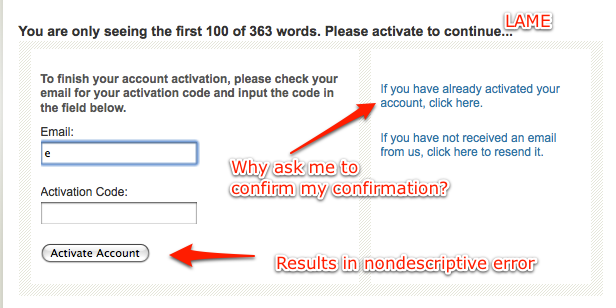 You are only seeing the first 100 of 363 words. Please activate to continue...
LAME
To finish your account activation, please check your
email for your activation code and input the code in
the field below.
Email:
e
Activation Code:
Activate Account
If you have already activated your
account, click here.
If you have not received an email
from us, click here to resend it.
Why ask me to
confirm my confirmation?
Results in nondescriptive error